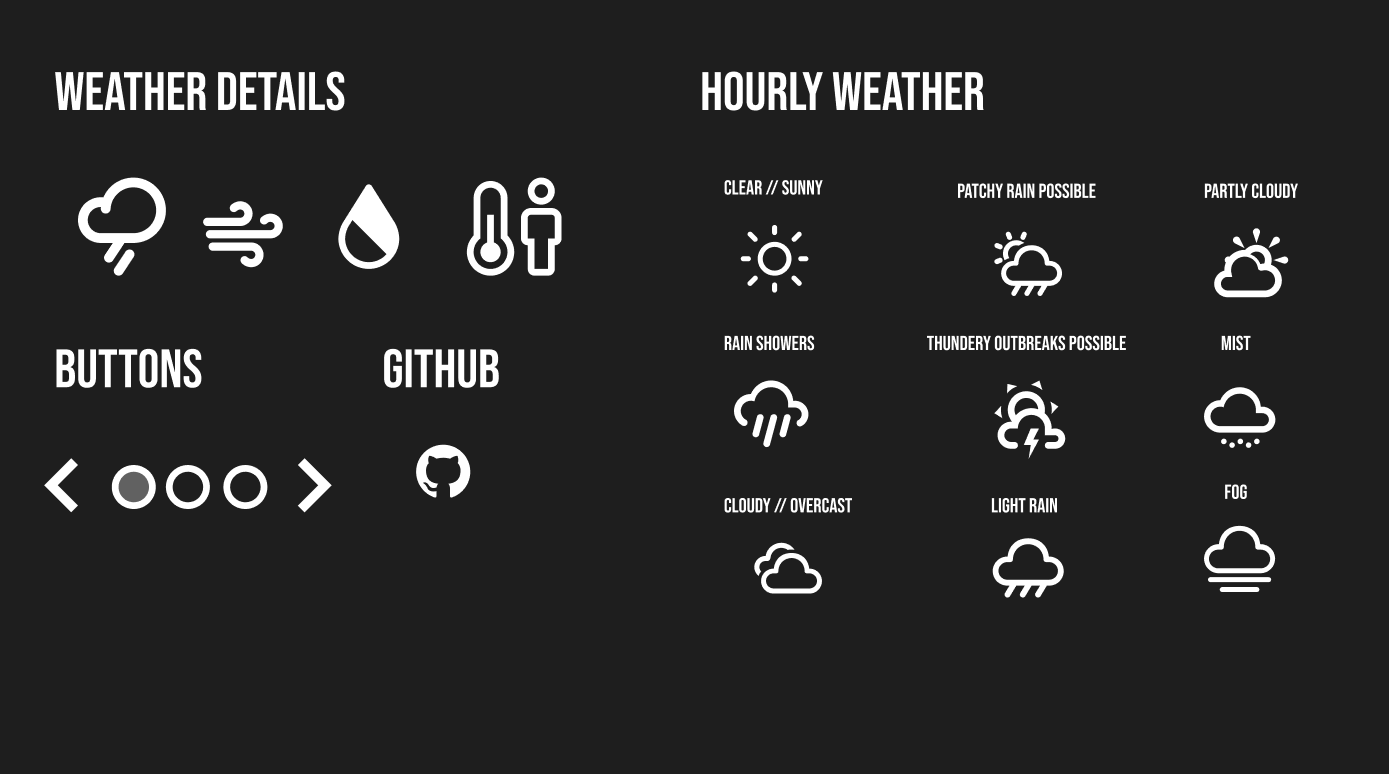 WEATHER DETAILS
HOURLY WEATHER
CLEAR // SUNNY
PATCHY RAIN POSSIBLE
PARTLY CLOUDY
RAIN SHOWERS
THUNDERY OUTBREAKS POSSIBLE
MIST
BUTTONS
GITHUB
CLOUDY // OVERCAST
LIGHT RAIN
FOG